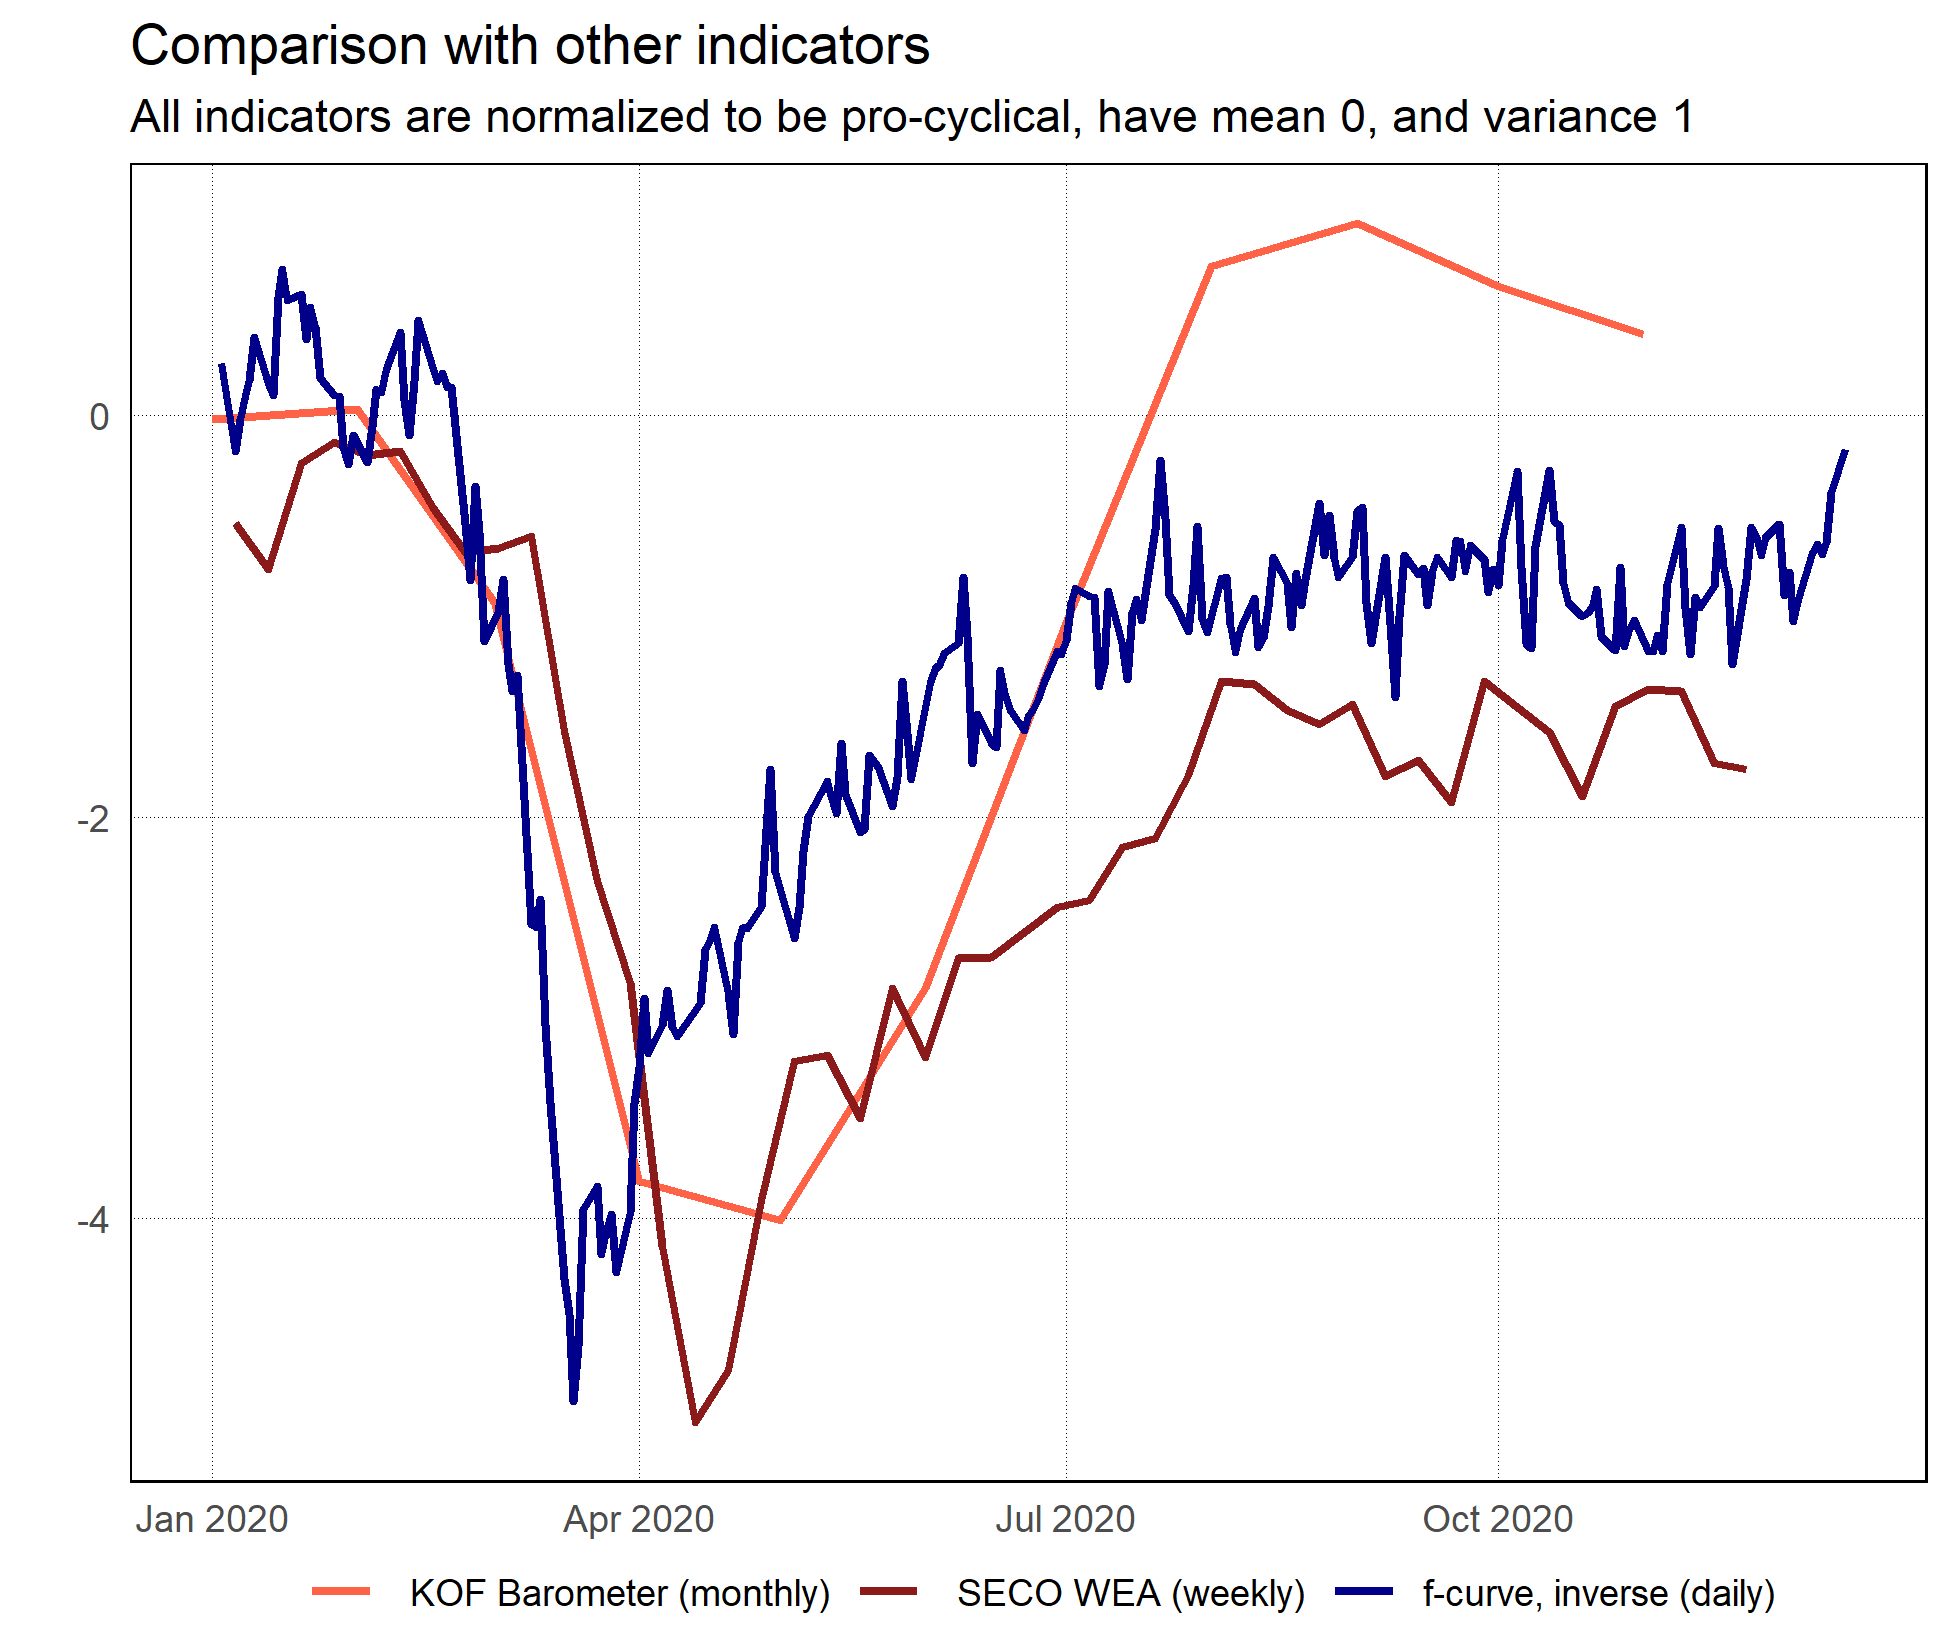 Comparison with other indicators
All indicators are normalized to be pro-cyclical, have mean 0, and variance 1
0
-2
-4
Jan 2020 Apr 2020 Jul 2020 Oct 2020
KOF Barometer (monthly) SECO WEA (weekly) f-curve, inverse (daily)